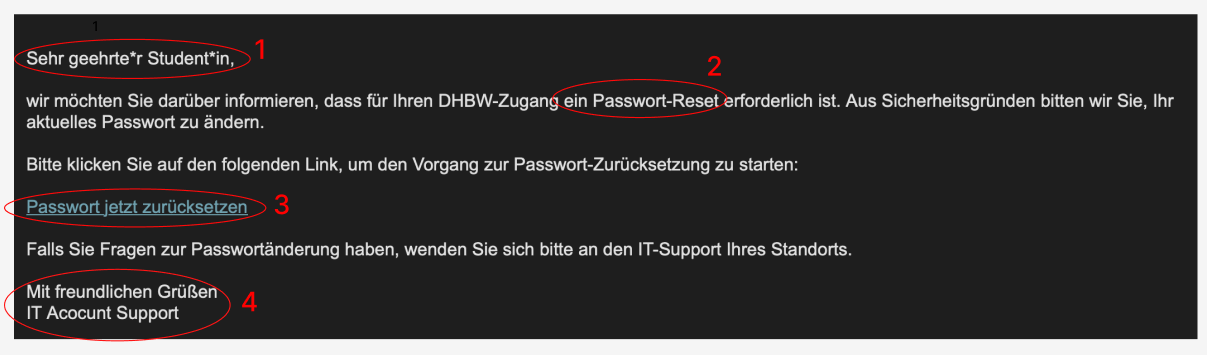 1
Sehr geehrte*r Student*in, 1
2
wir möchten Sie darüber informieren, dass für Ihren DHBW-Zugang ein Passwort-Reset erforderlich ist. Aus Sicherheitsgründen bitten wir Sie, Ihr
aktuelles Passwort zu ändern.
Bitte klicken Sie auf den folgenden Link, um den Vorgang zur Passwort-Zurücksetzung zu starten:
Passwort jetzt zurücksetzen 3
Falls Sie Fragen zur Passwortänderung haben, wenden Sie sich bitte an den IT-Support Ihres Standorts.
Mit freundlichen Grüßen 4
IT Acocunt Support